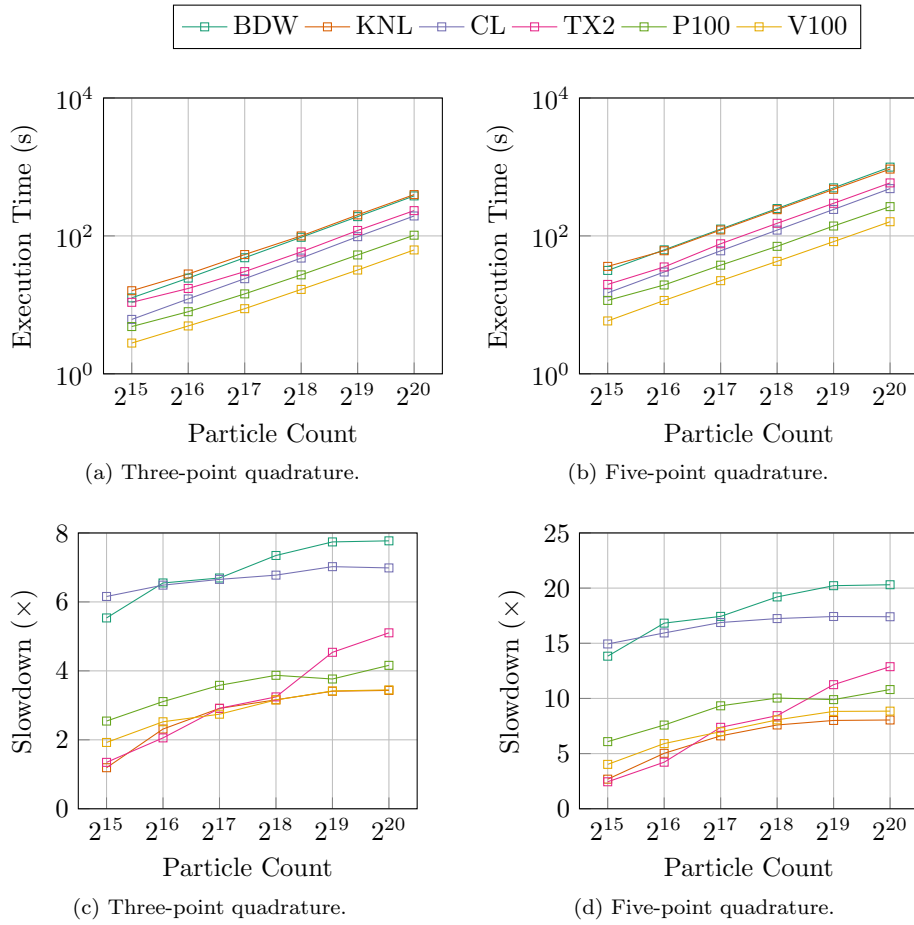 BDW KNL CL TX2 P100 V100
10^4
10^2
10^0
Execution Time (s)
2^15 2^16 2^17 2^18 2^19 2^20
Particle Count
(a) Three-point quadrature.
10^4
10^2
10^0
Execution Time (s)
2^15 2^16 2^17 2^18 2^19 2^20
Particle Count
(b) Five-point quadrature.
8
6
4
2
0
Slowdown (×)
2^15 2^16 2^17 2^18 2^19 2^20
Particle Count
(c) Three-point quadrature.
25
20
15
10
5
0
Slowdown (×)
2^15 2^16 2^17 2^18 2^19 2^20
Particle Count
(d) Five-point quadrature.